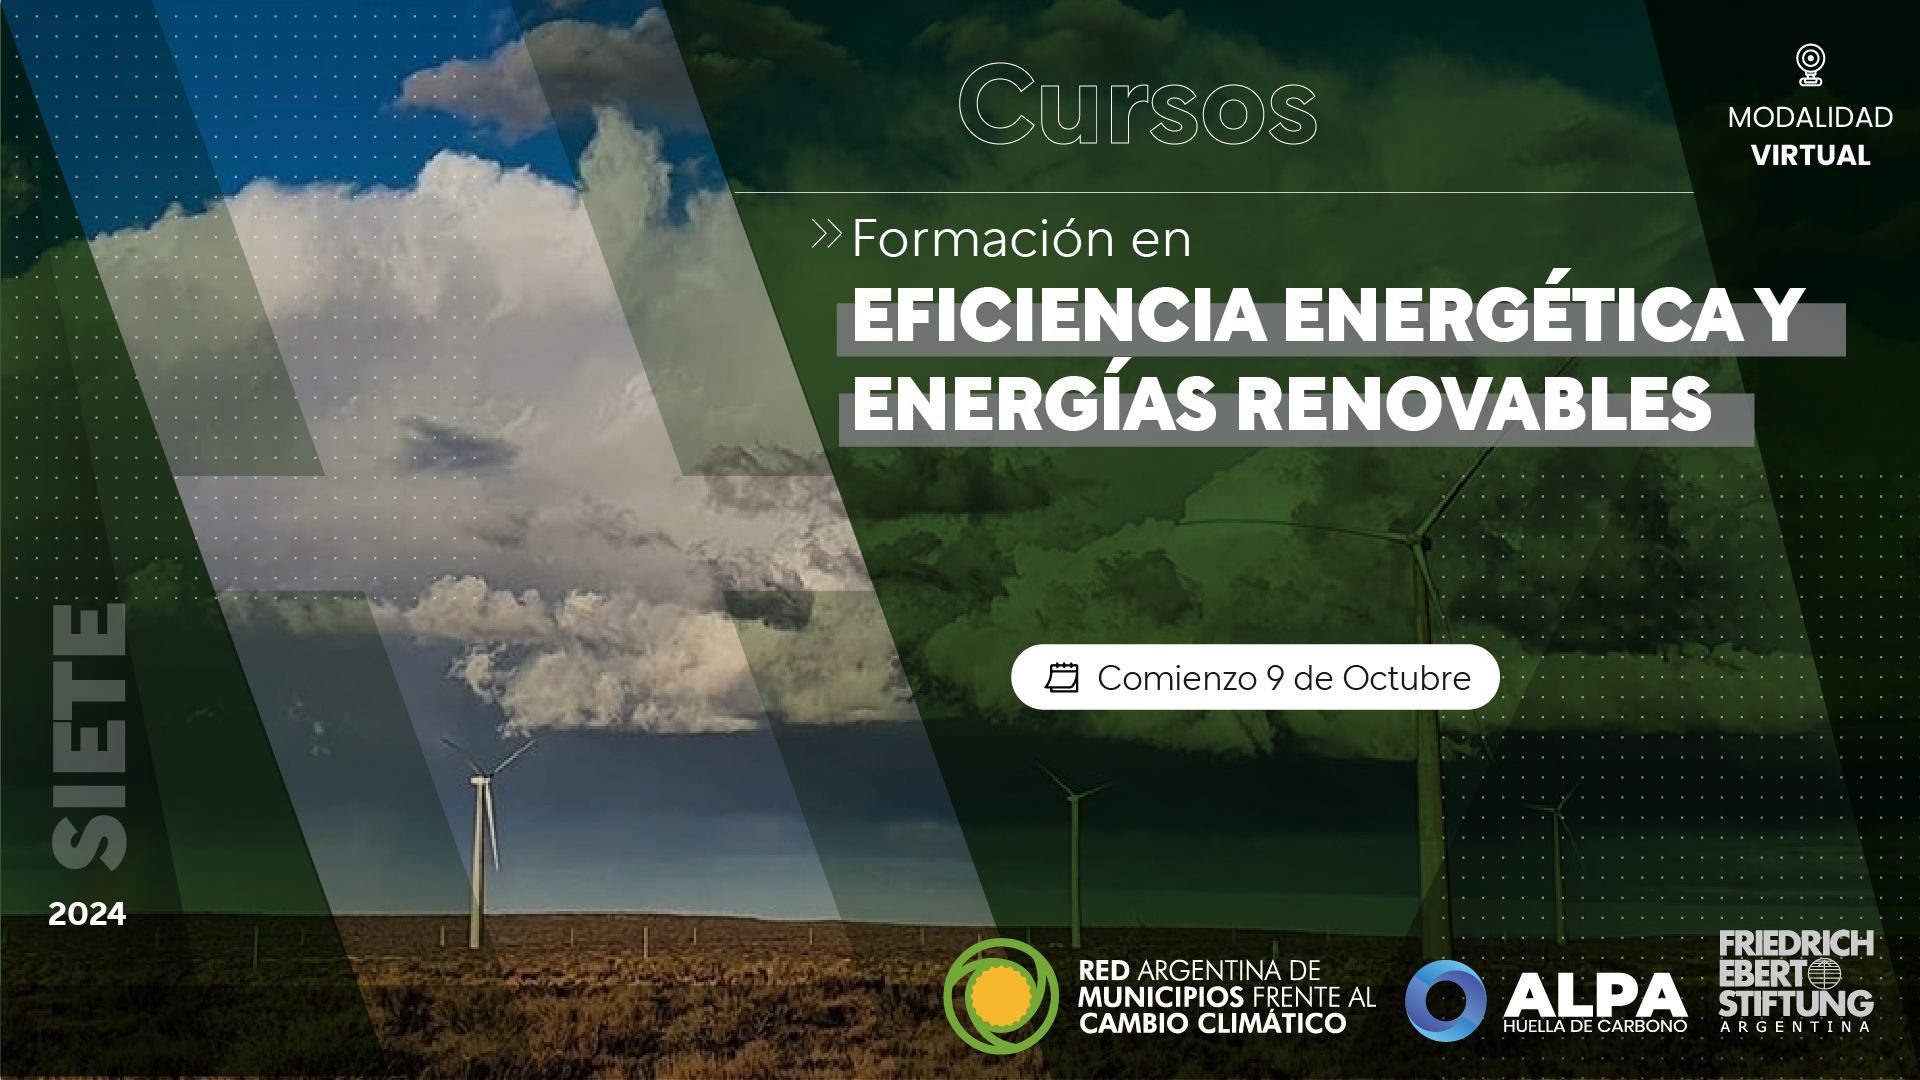 Cursos
MODALIDAD
VIRTUAL
Formación en
EFICIENCIA ENERGÉTICA Y
ENERGÍAS RENOVABLES
Comienzo 9 de Octubre
SIETE
2024
RED ARGENTINA DE
MUNICIPIOS FRENTE AL
CAMBIO CLIMÁTICO
ALPA
HUELLA DE CARBONO
FRIEDRICH
EBERT
STIFTUNG
ARGENTINA